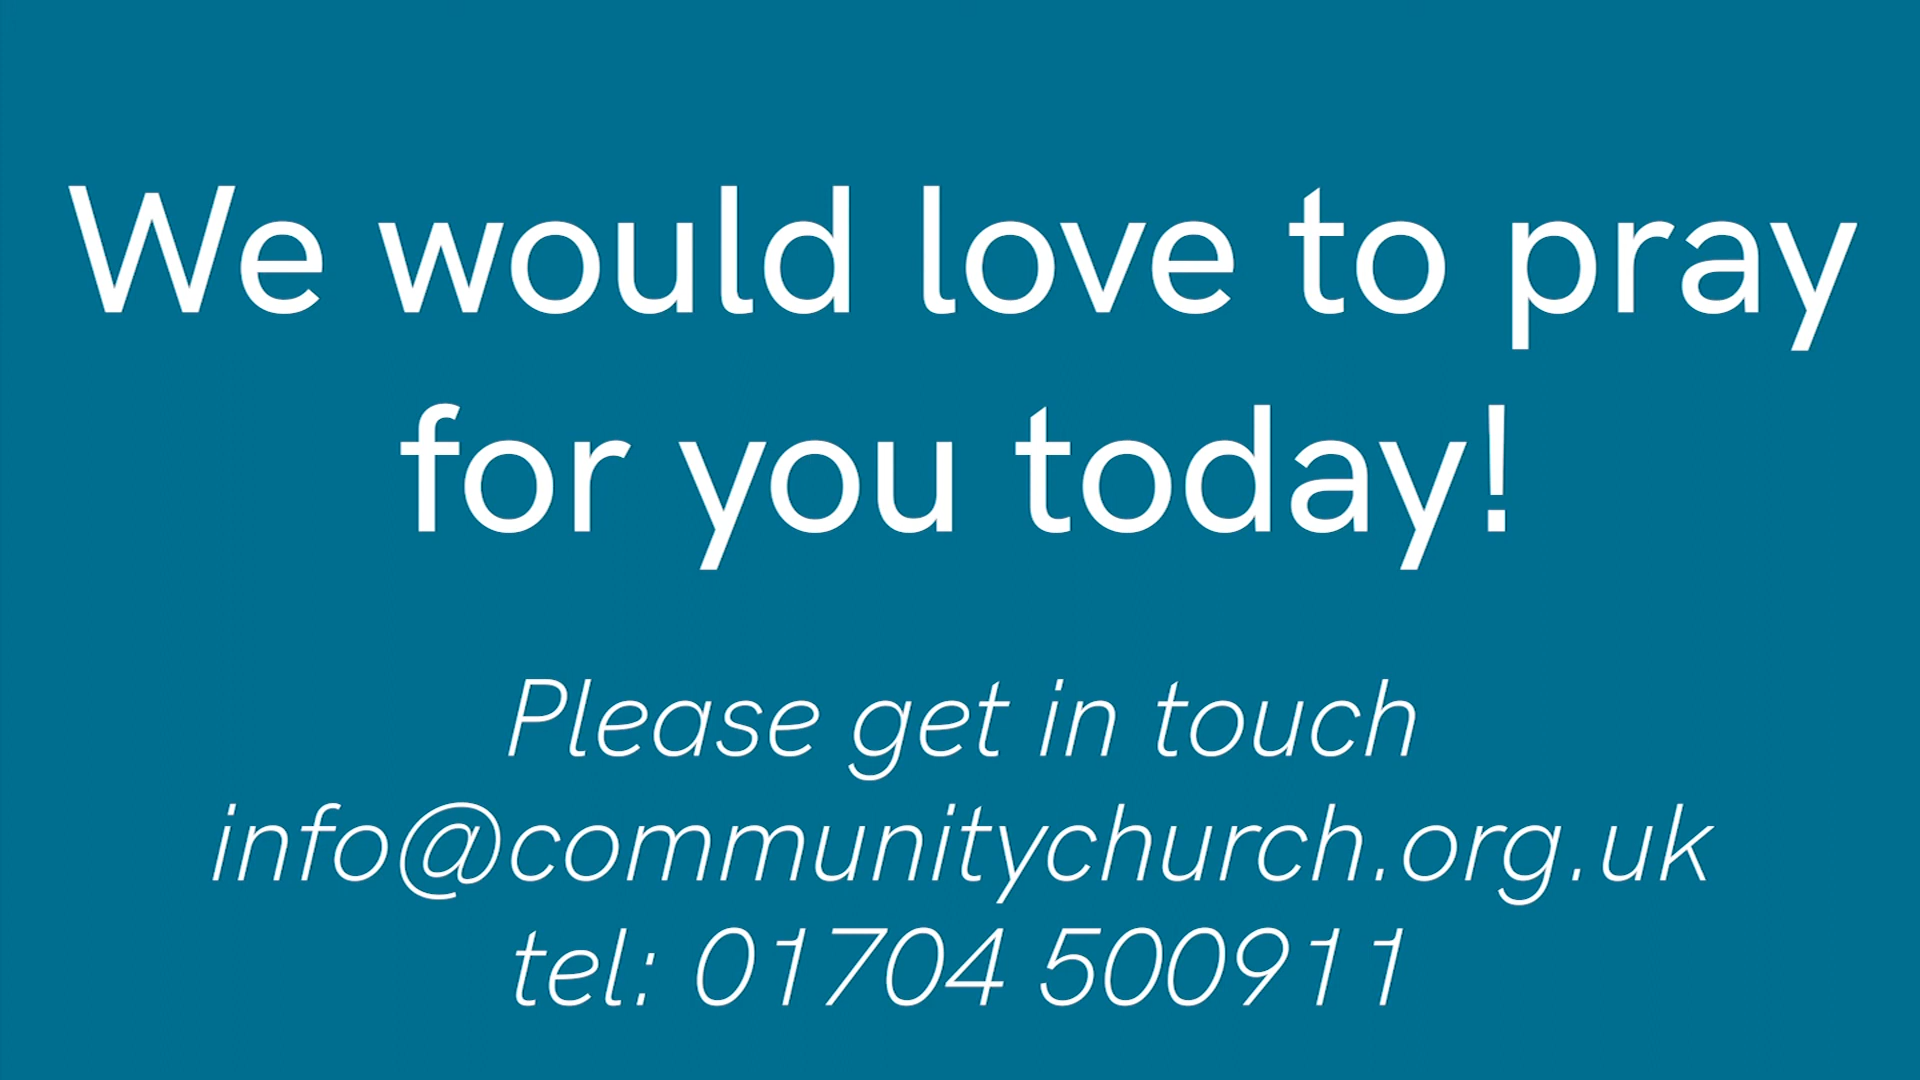 We would love to pray
for you today!
Please get in touch
info@communitychurch.org.uk
tel: 01704 500911